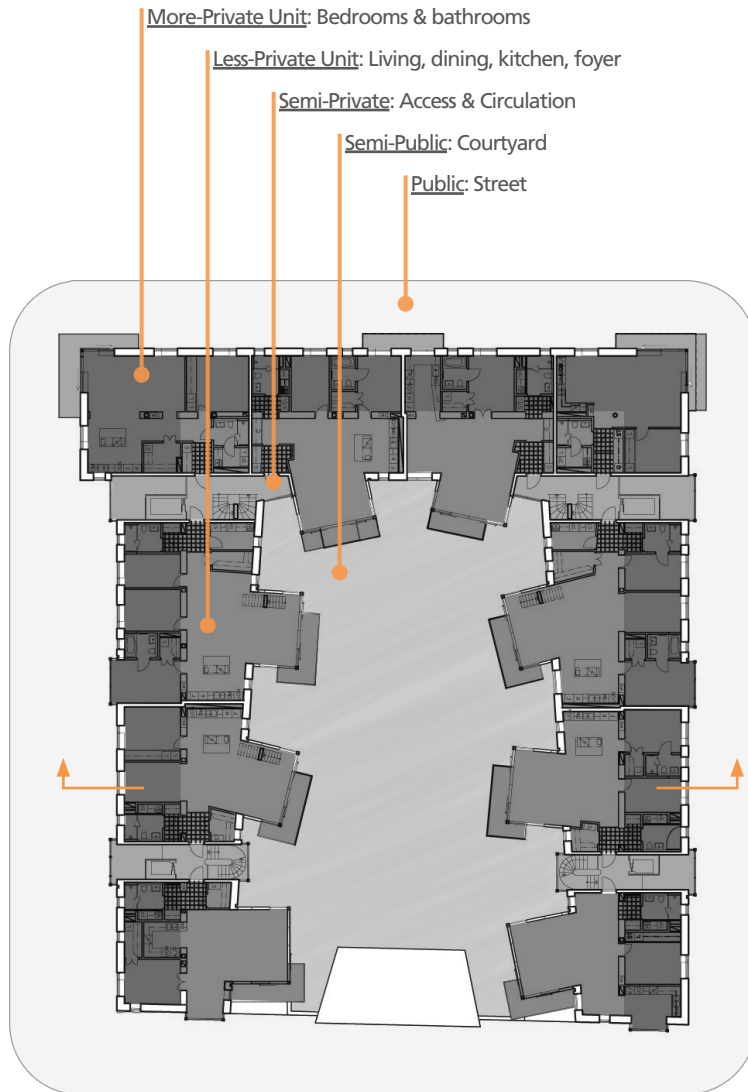 More-Private Unit: Bedrooms & bathrooms
Less-Private Unit: Living, dining, kitchen, foyer
Semi-Private: Access & Circulation
Semi-Public: Courtyard
Public: Street